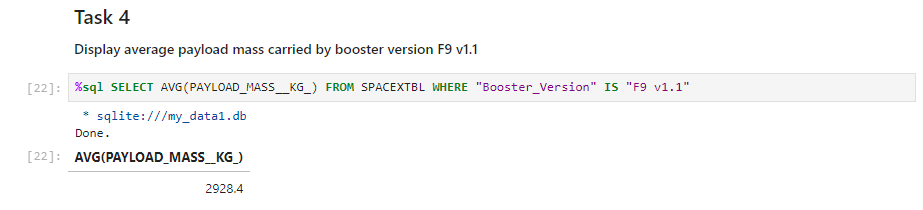 Task 4
Display average payload mass carried by booster version F9 v1.1
[22]: %sql SELECT AVG(PAYLOAD_MASS__KG_) FROM SPACEXTBL WHERE "Booster_Version" IS "F9 v1.1"
* sqlite:///my_data1.db
Done.
[22]: AVG(PAYLOAD_MASS__KG_)
2928.4